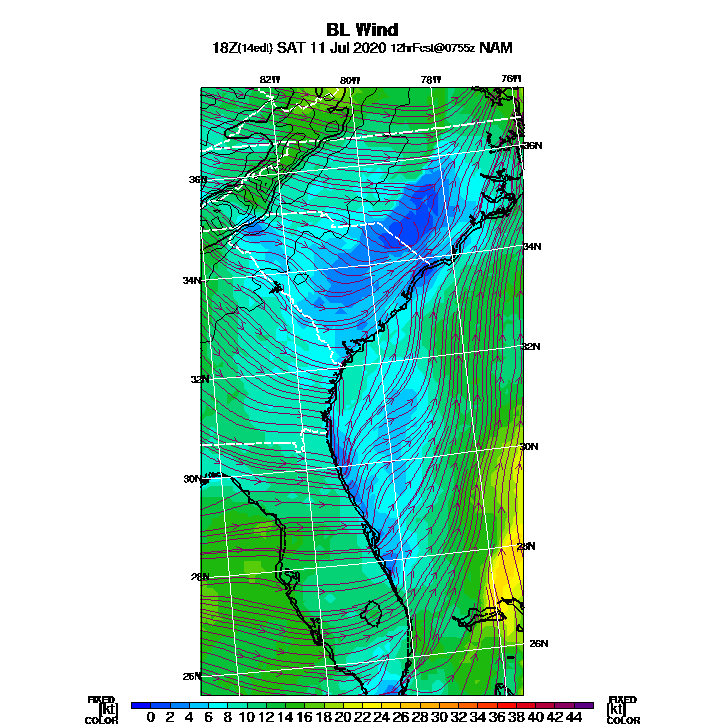 BL Wind
18Z(14edt) SAT 11 Jul 2020 12hrFcst@0755z NAM
82W 80W 78W 76W
36N 36N
34N 34N
32N 32N
30N 30N
28N 28N
26N 26N
FIXED FIXED
[kt] 0 2 4 6 8 10 12 14 16 18 20 22 24 26 28 30 32 34 36 38 40 42 44 [kt]
COLOR COLOR